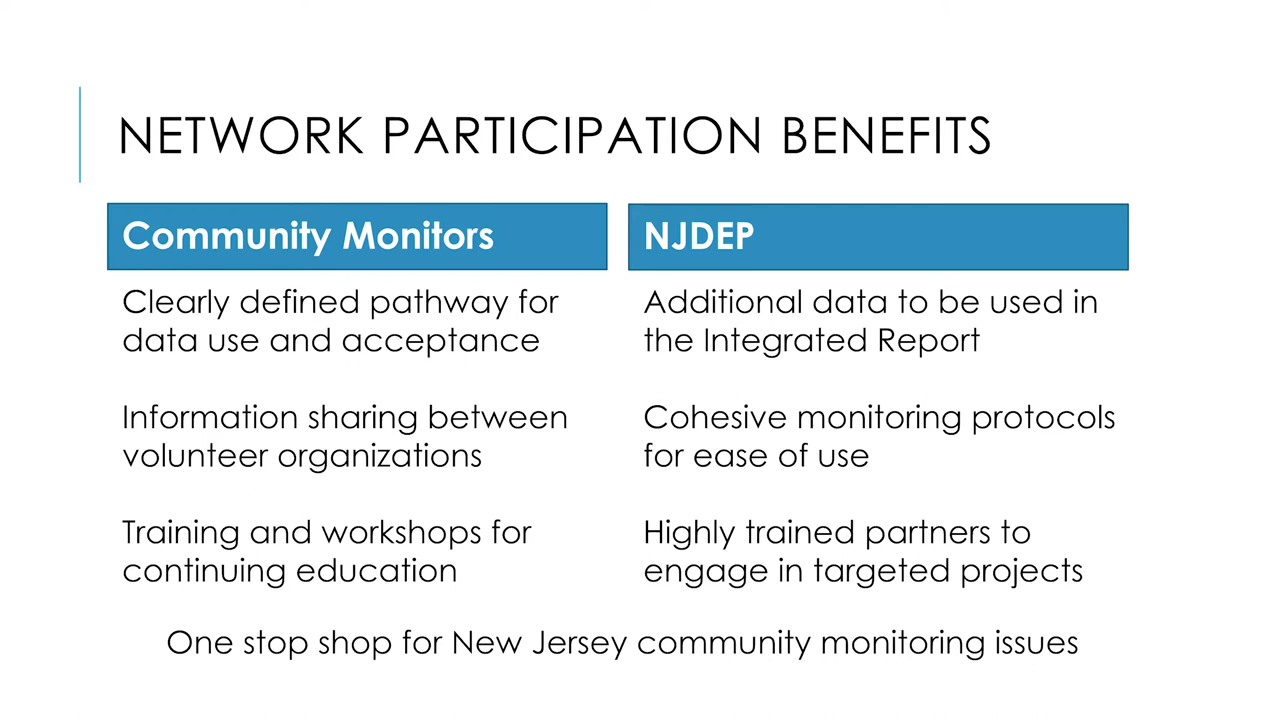 NETWORK PARTICIPATION BENEFITS
Community Monitors
Clearly defined pathway for
data use and acceptance
Information sharing between
volunteer organizations
Training and workshops for
continuing education
NJDEP
Additional data to be used in
the Integrated Report
Cohesive monitoring protocols
for ease of use
Highly trained partners to
engage in targeted projects
One stop shop for New Jersey community monitoring issues